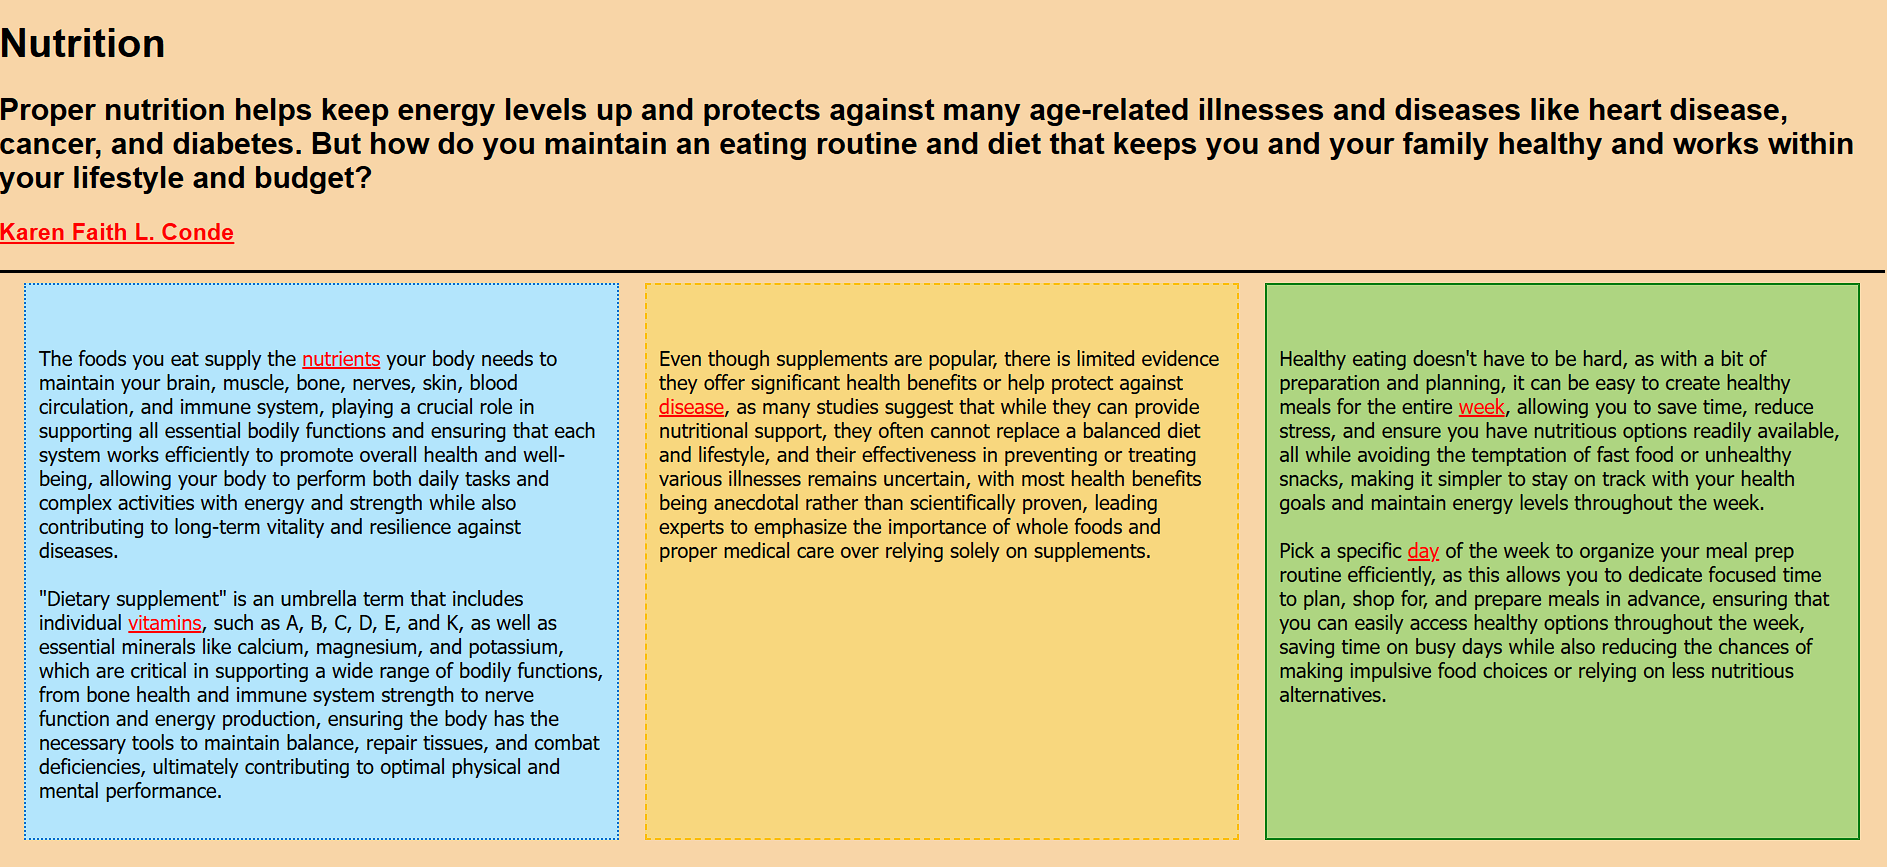 Nutrition
Proper nutrition helps keep energy levels up and protects against many age-related illnesses and diseases like heart disease,
cancer, and diabetes. But how do you maintain an eating routine and diet that keeps you and your family healthy and works within
your lifestyle and budget?
Karen Faith L. Conde
The foods you eat supply the nutrients your body needs to
maintain your brain, muscle, bone, nerves, skin, blood
circulation, and immune system, playing a crucial role in
supporting all essential bodily functions and ensuring that each
system works efficiently to promote overall health and well-
being, allowing your body to perform both daily tasks and
complex activities with energy and strength while also
contributing to long-term vitality and resilience against
diseases.
"Dietary supplement" is an umbrella term that includes
individual vitamins, such as A, B, C, D, E, and K, as well as
essential minerals like calcium, magnesium, and potassium,
which are critical in supporting a wide range of bodily functions,
from bone health and immune system strength to nerve
function and energy production, ensuring the body has the
necessary tools to maintain balance, repair tissues, and combat
deficiencies, ultimately contributing to optimal physical and
mental performance.
Even though supplements are popular, there is limited evidence
they offer significant health benefits or help protect against
disease, as many studies suggest that while they can provide
nutritional support, they often cannot replace a balanced diet
and lifestyle, and their effectiveness in preventing or treating
various illnesses remains uncertain, with most health benefits
being anecdotal rather than scientifically proven, leading
experts to emphasize the importance of whole foods and
proper medical care over relying solely on supplements.
Healthy eating doesn't have to be hard, as with a bit of
preparation and planning, it can be easy to create healthy
meals for the entire week, allowing you to save time, reduce
stress, and ensure you have nutritious options readily available,
all while avoiding the temptation of fast food or unhealthy
snacks, making it simpler to stay on track with your health
goals and maintain energy levels throughout the week.
Pick a specific day of the week to organize your meal prep
routine efficiently, as this allows you to dedicate focused time
to plan, shop for, and prepare meals in advance, ensuring that
you can easily access healthy options throughout the week,
saving time on busy days while also reducing the chances of
making impulsive food choices or relying on less nutritious
alternatives.